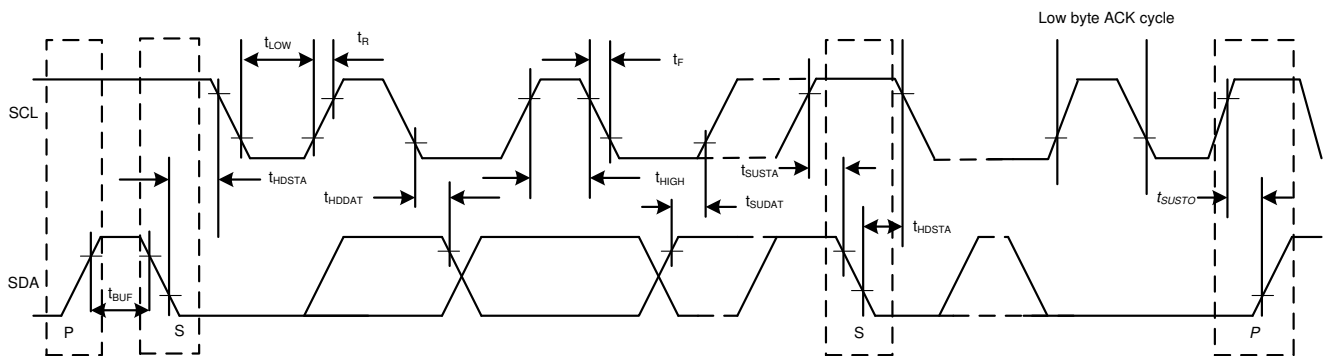 Low byte ACK cycle
tLOW
tR
tF
SCL
tHDSTA
tHDDAT
tHIGH
tSUDAT
tSUSTA
tHDSTA
tSUSTO
SDA
tBUF
P
S
S
P